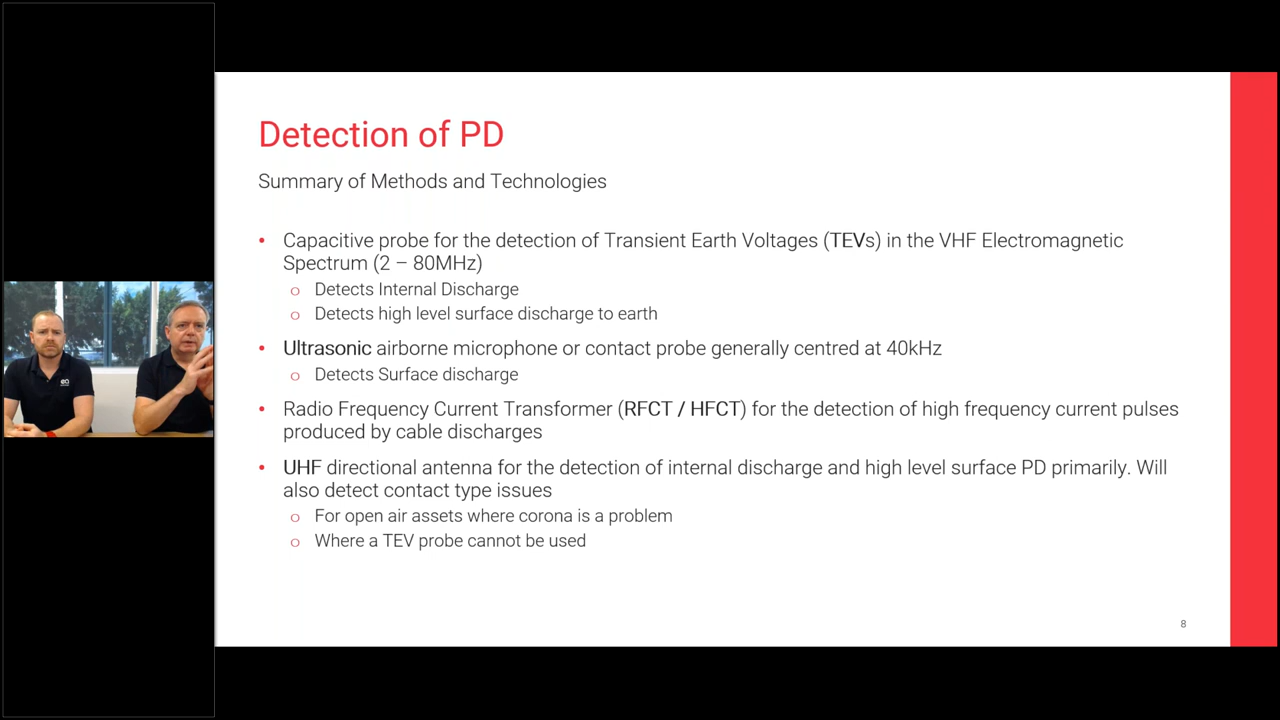 Detection of PD
Summary of Methods and Technologies
• Capacitive probe for the detection of Transient Earth Voltages (TEVs) in the VHF Electromagnetic
Spectrum (2 – 80MHz)
o Detects Internal Discharge
o Detects high level surface discharge to earth
• Ultrasonic airborne microphone or contact probe generally centred at 40kHz
o Detects Surface discharge
• Radio Frequency Current Transformer (RFCT / HFCT) for the detection of high frequency current pulses
produced by cable discharges
• UHF directional antenna for the detection of internal discharge and high level surface PD primarily. Will
also detect contact type issues
o For open air assets where corona is a problem
o Where a TEV probe cannot be used
8